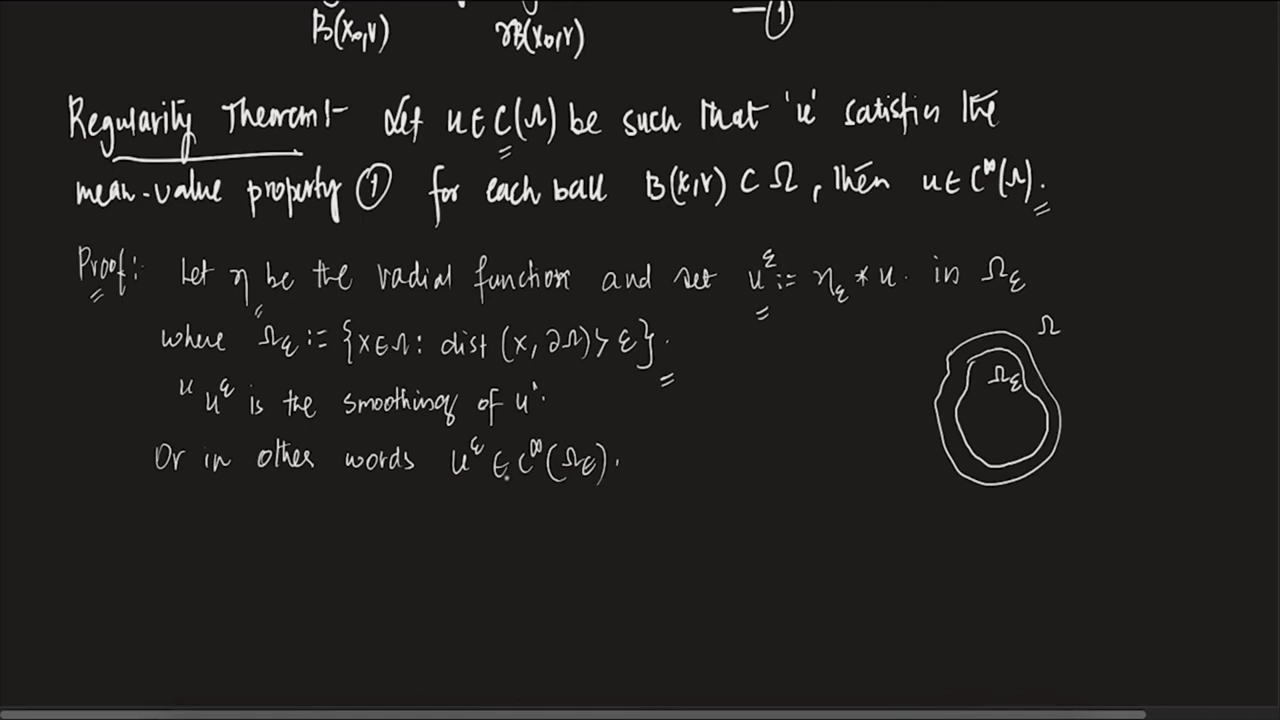 B(x₀,r) ∂B(x₀,r) —①
Regularity Theorem:- Let u∈C(Ω) be such that 'u' satisfies the
mean-value property ① for each ball B(x,r) ⊂ Ω, then u∈C^∞(Ω).
Proof: Let η be the radial function and set u^ε := η_ε * u. in Ω_ε
where Ω_ε := {x∈Ω: dist (x, ∂Ω) > ε}.
Ω
Ω_ε
"u^ε is the smoothing of u".
Or in other words u^ε ∈ C^∞(Ω_ε).